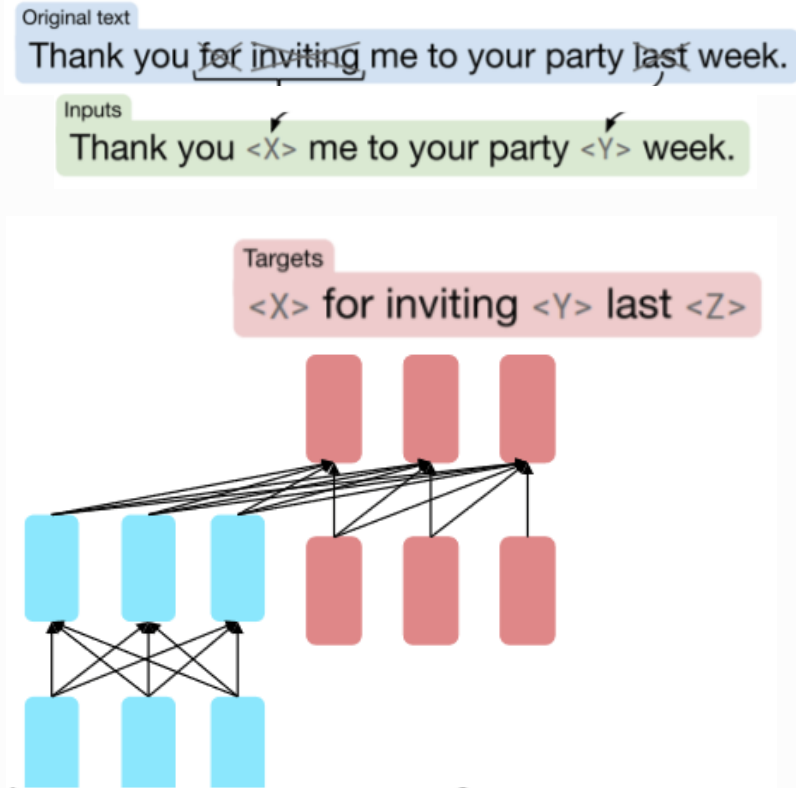 Original text
Thank you for inviting me to your party last week.
Inputs
Thank you <X> me to your party <Y> week.
Targets
<X> for inviting <Y> last <Z>